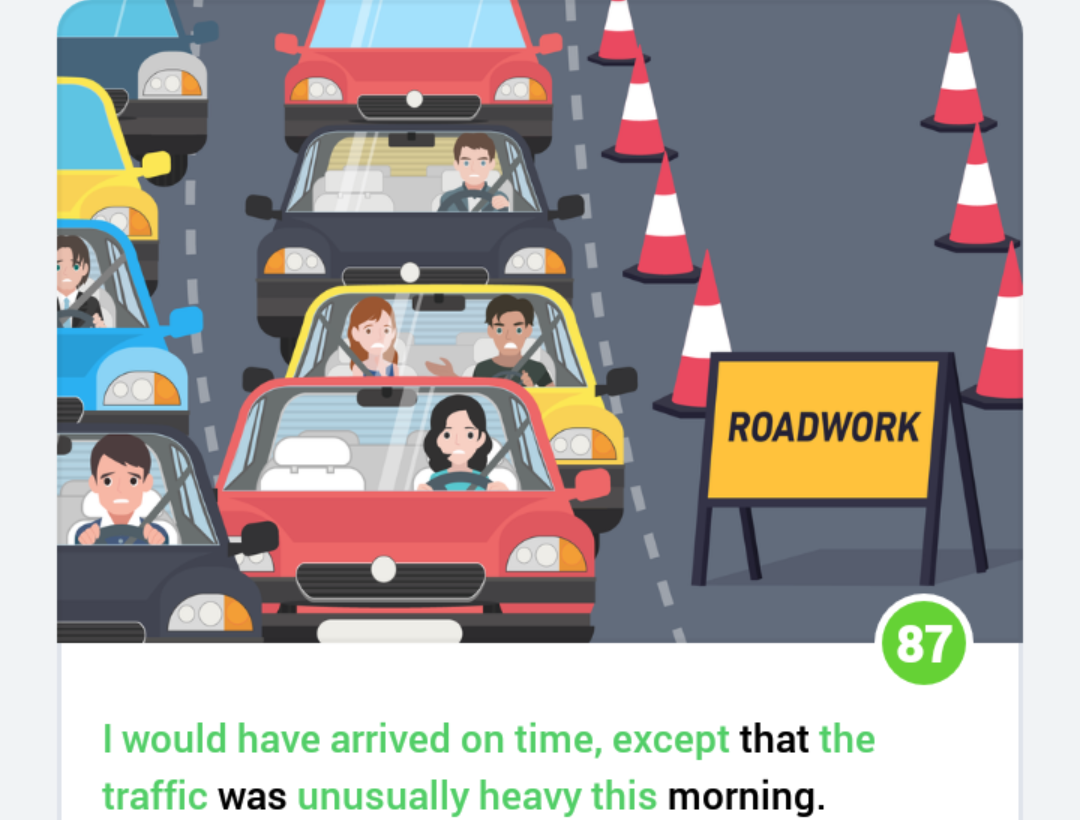 ROADWORK
87
I would have arrived on time, except that the
traffic was unusually heavy this morning.